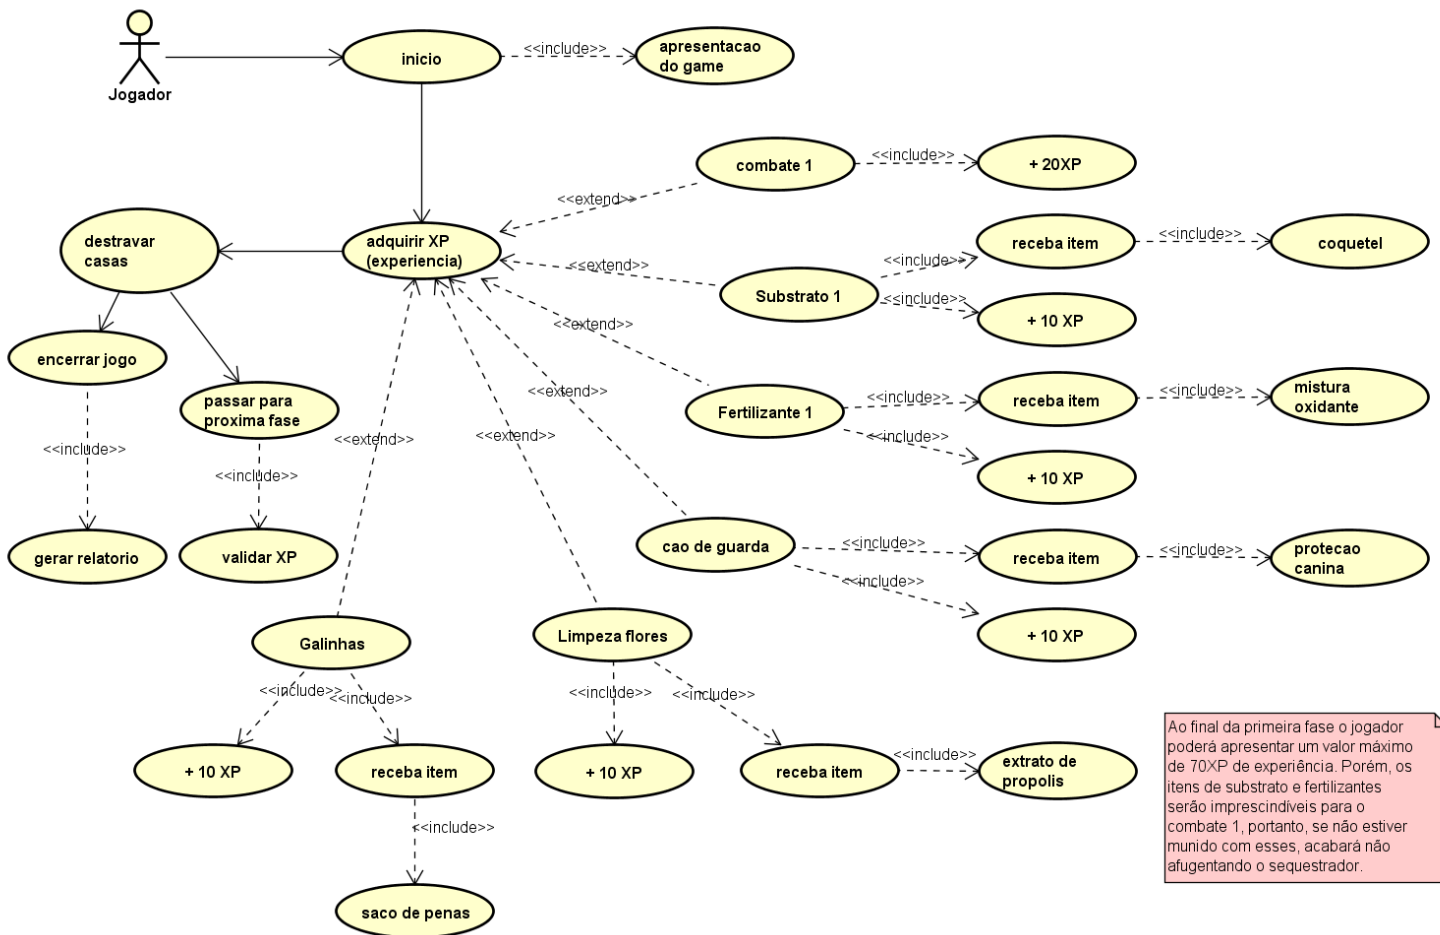 Jogador
inicio
<<include>>
apresentacao
do game
combate 1
<<include>>
+ 20XP
<<extend>>
destravar
casas
adquirir XP
(experiencia)
receba item
<<include>>
coquetel
<<include>>
<<extend>>
Substrato 1
<<include>>
+ 10 XP
<<extend>>
encerrar jogo
passar para
proxima fase
<<extend>>
Fertilizante 1
<<include>>
receba item
<<include>>
mistura
oxidante
<<include>>
<<extend>>
<<extend>>
<<include>>
<<include>>
+ 10 XP
gerar relatorio
validar XP
cao de guarda
<<include>>
receba item
<<include>>
protecao
canina
<<include>>
+ 10 XP
Galinhas
Limpeza flores
<<include>>
<<include>>
<<include>>
<<include>>
+ 10 XP
receba item
+ 10 XP
receba item
<<include>>
extrato de
propolis
<<include>>
saco de penas
Ao final da primeira fase o jogador
poderá apresentar um valor máximo
de 70XP de experiência. Porém, os
itens de substrato e fertilizantes
serão imprescindíveis para o
combate 1, portanto, se não estiver
munido com esses, acabará não
afugentando o sequestrador.